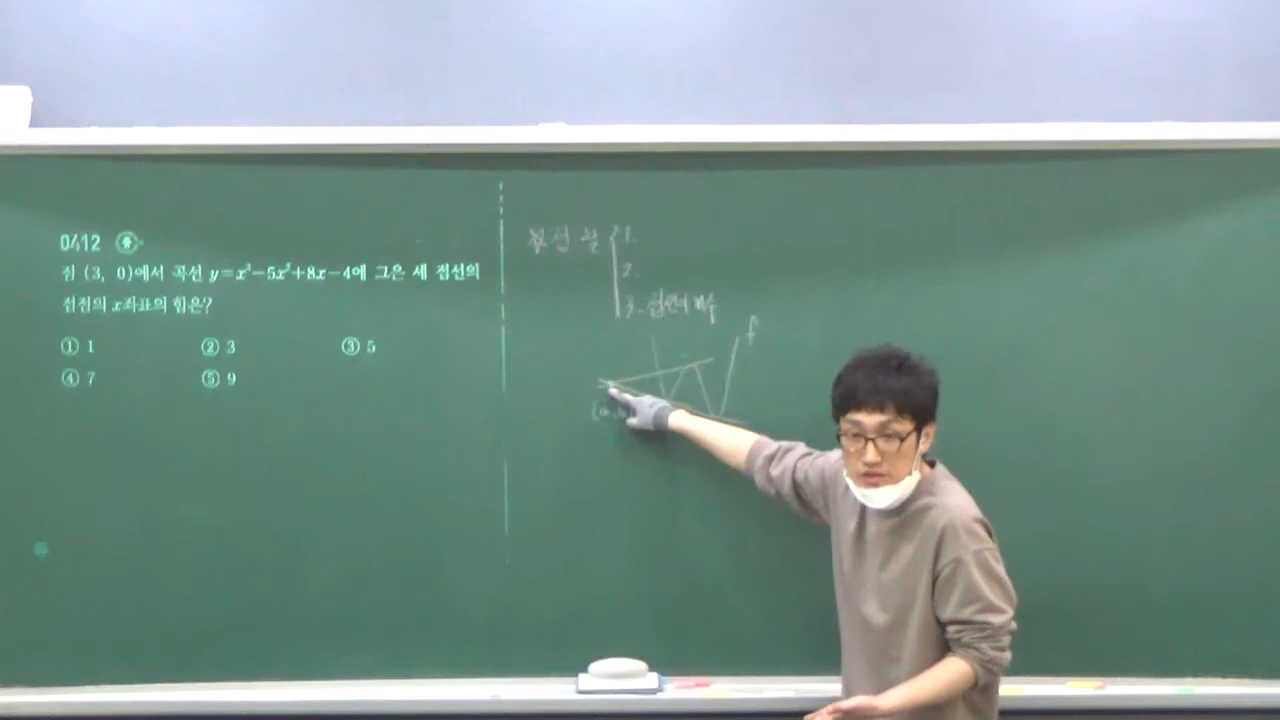 0412 중
점 (3, 0)에서 곡선 y=x³-5x²+8x-4에 그은 세 접선의
접점의 x좌표의 합은?
① 1 ② 3 ③ 5
④ 7 ⑤ 9
1.
2.
3. 접선의 개수
f